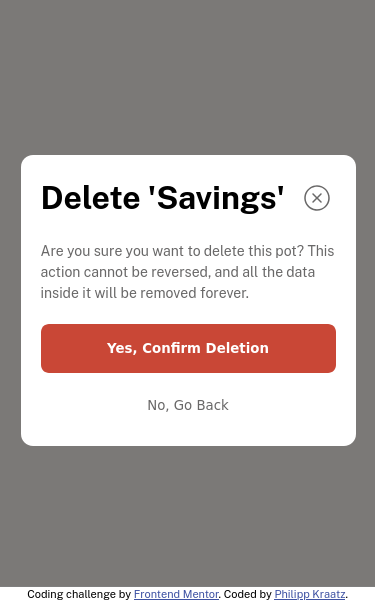 Delete 'Savings'
Are you sure you want to delete this pot? This
action cannot be reversed, and all the data
inside it will be removed forever.
Yes, Confirm Deletion
No, Go Back
Coding challenge by Frontend Mentor. Coded by Philipp Kraatz.